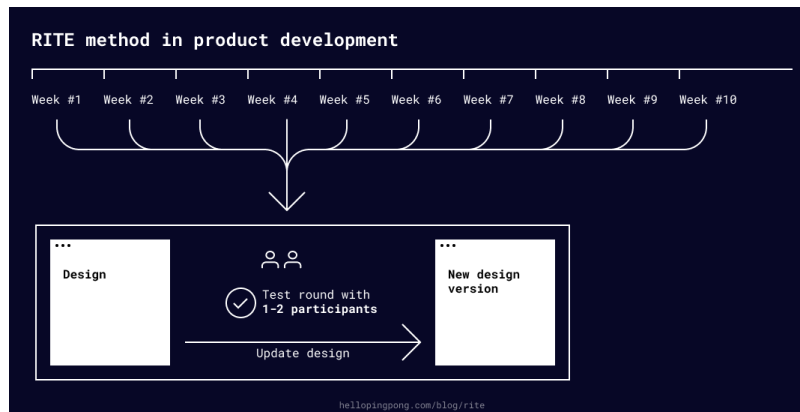 RITE method in product development
Week #1 Week #2 Week #3 Week #4 Week #5 Week #6 Week #7 Week #8 Week #9 Week #10
Design
Test round with
1-2 participants
Update design
New design
version
hellopingpong.com/blog/rite